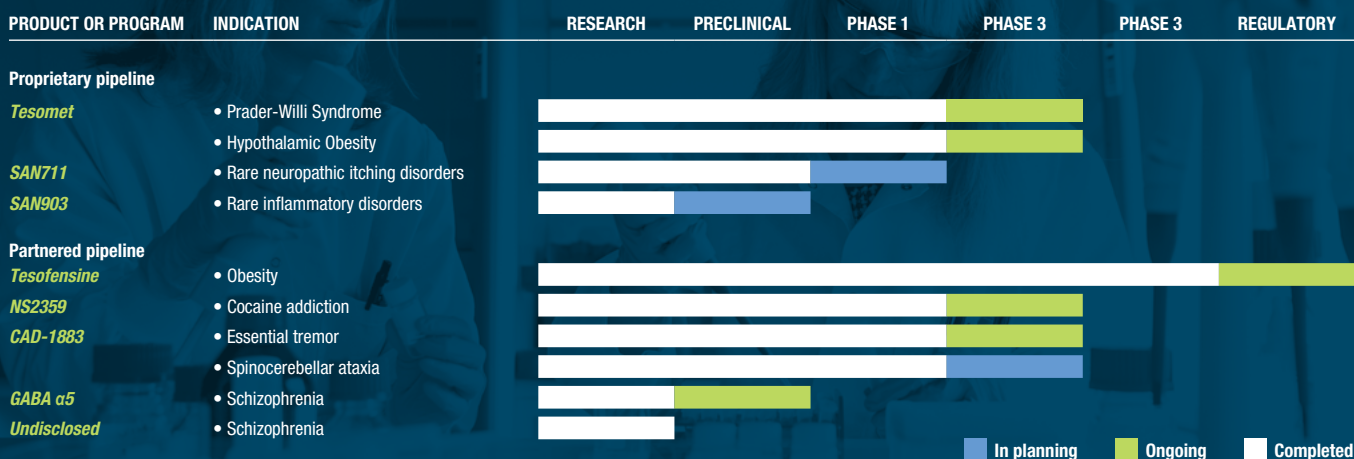 PRODUCT OR PROGRAM INDICATION RESEARCH PRECLINICAL PHASE 1 PHASE 3 PHASE 3 REGULATORY
Proprietary pipeline
Tesomet • Prader-Willi Syndrome
• Hypothalamic Obesity
SAN711 • Rare neuropathic itching disorders
SAN903 • Rare inflammatory disorders
Partnered pipeline
Tesofensine • Obesity
NS2359 • Cocaine addiction
CAD-1883 • Essential tremor
• Spinocerebellar ataxia
GABA α5 • Schizophrenia
Undisclosed • Schizophrenia
In planning Ongoing Completed